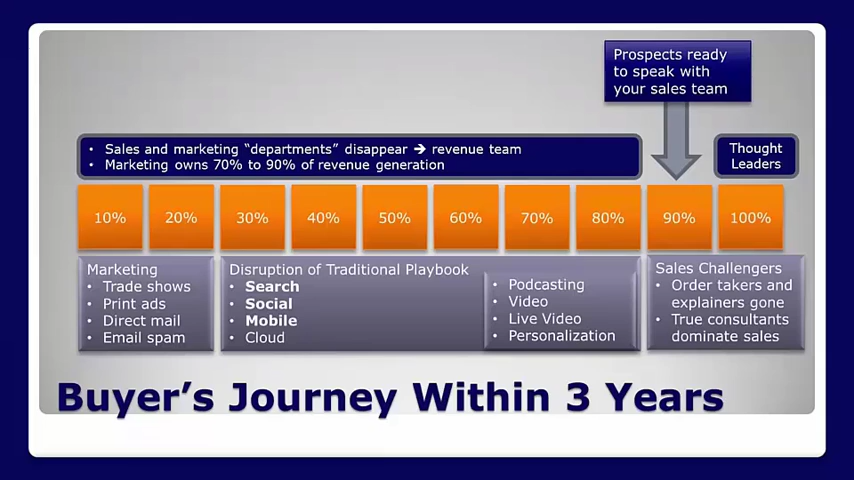 Prospects ready
to speak with
your sales team
• Sales and marketing “departments” disappear ➔ revenue team
• Marketing owns 70% to 90% of revenue generation
Thought
Leaders
10% 20% 30% 40% 50% 60% 70% 80% 90% 100%
Marketing
• Trade shows
• Print ads
• Direct mail
• Email spam
Disruption of Traditional Playbook
• Search
• Social
• Mobile
• Cloud
• Podcasting
• Video
• Live Video
• Personalization
Sales Challengers
• Order takers and
explainers gone
• True consultants
dominate sales
Buyer’s Journey Within 3 Years